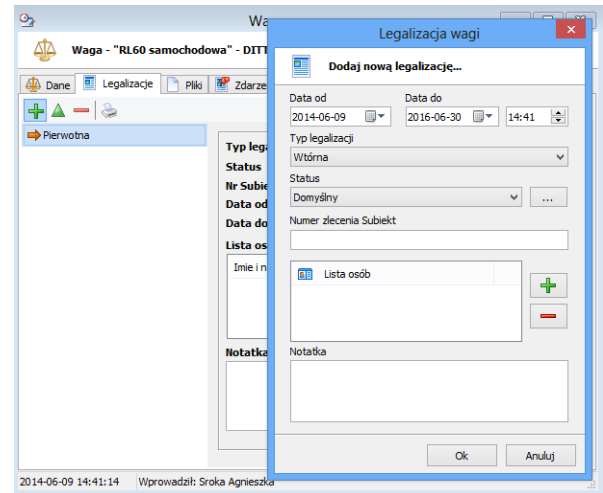 Wa
Waga - "RL60 samochodowa" - DITT
Dane
Legalizacje
Pliki
Zdarze
Pierwotna
Typ lega
Status
Nr Subie
Data od
Data do
Lista os
Imie i n
Notatka
2014-06-09 14:41:14 Wprowadził: Sroka Agnieszka
Legalizacja wagi
Dodaj nową legalizację...
Data od Data do
2014-06-09 2016-06-30 14:41
Typ legalizacji
Wtórna
Status
Domyślny ...
Numer zlecenia Subiekt
Lista osób
Notatka
Ok Anuluj